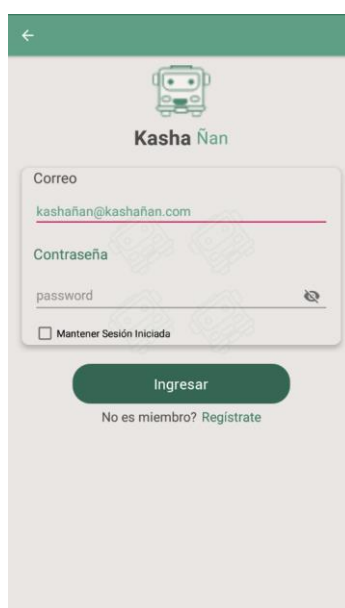 Kasha Ñan
Correo
kashañan@kashañan.com
Contraseña
password
Mantener Sesión Iniciada
Ingresar
No es miembro? Regístrate